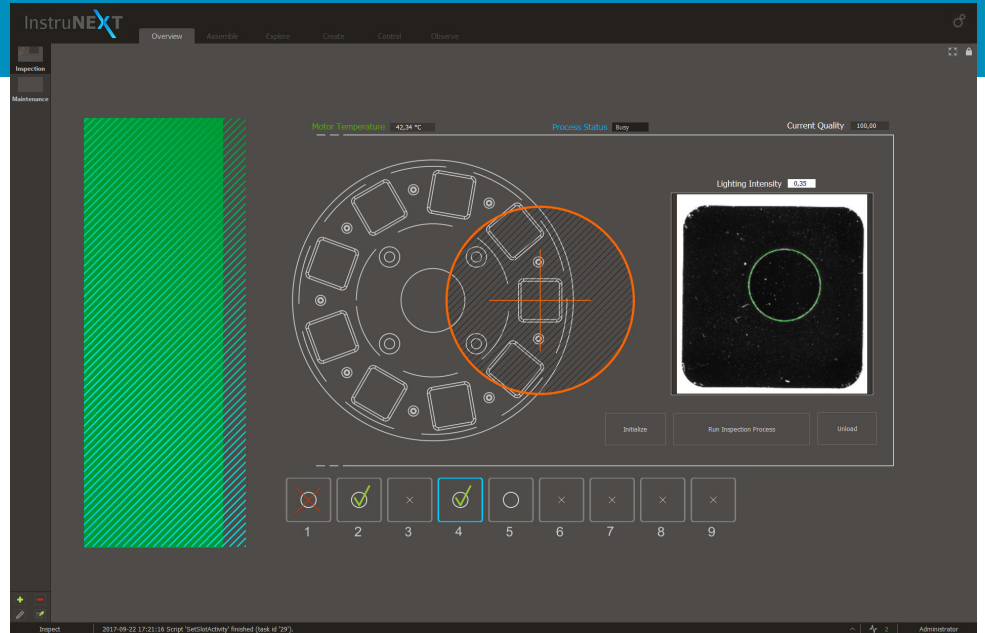 InstruNEXT
Overview Assemble Explore Create Control Observe
Inspection
Maintenance
Motor Temperature 42,34 °C Process Status Busy Current Quality 100,00
Lighting Intensity 0,35
Initialize Run Inspection Process Unload
1 2 3 4 5 6 7 8 9
Inspect 2017-09-22 17:21:16 Script 'SetSlotActivity' finished (task id '29'). 2 Administrator